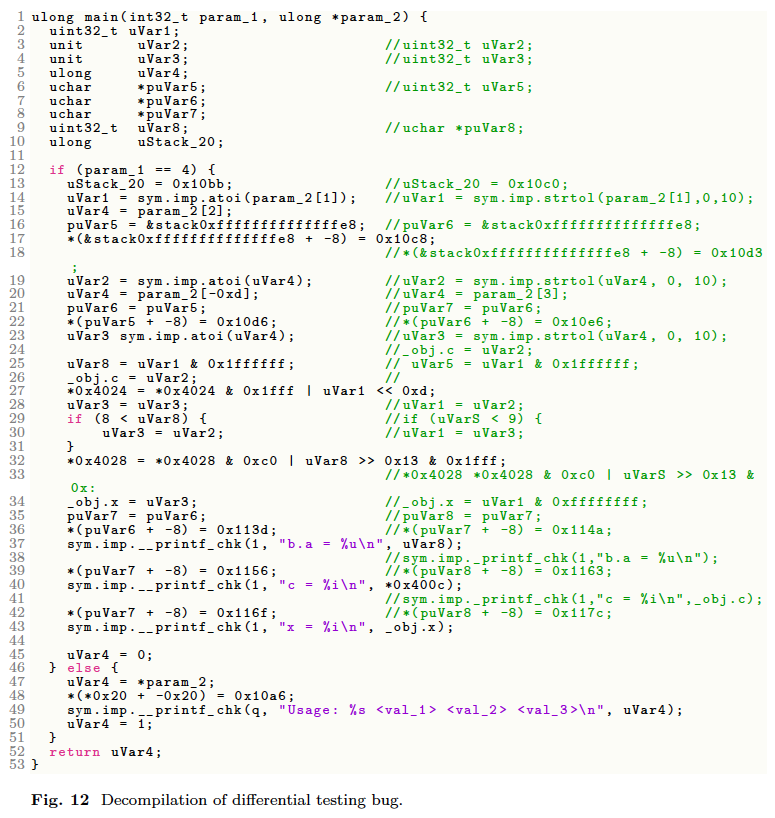 1 ulong main(int32_t param_1, ulong *param_2) {
2 uint32_t uVar1;
3 unit uVar2; //uint32_t uVar2;
4 unit uVar3; //uint32_t uVar3;
5 ulong uVar4;
6 uchar *puVar5; //uint32_t uVar5;
7 uchar *puVar6;
8 uchar *puVar7;
9 uint32_t uVar8; //uchar *puVar8;
10 ulong uStack_20;
11
12 if (param_1 == 4) {
13 uStack_20 = 0x10bb; //uStack_20 = 0x10c0;
14 uVar1 = sym.imp.atoi(param_2[1]); //uVar1 = sym.imp.strtol(param_2[1],0,10);
15 uVar4 = param_2[2];
16 puVar5 = &stack0xffffffffffffffe8; //puVar6 = &stack0xffffffffffffffe8;
17 *(&stack0xffffffffffffffe8 + -8) = 0x10c8;
18 //*(&stack0xffffffffffffffe8 + -8) = 0x10d3
;
19 uVar2 = sym.imp.atoi(uVar4); //uVar2 = sym.imp.strtol(uVar4, 0, 10);
20 uVar4 = param_2[-0xd]; //uVar4 = param_2[3];
21 puVar6 = puVar5; //puVar7 = puVar6;
22 *(puVar5 + -8) = 0x10d6; //*(puVar6 + -8) = 0x10e6;
23 uVar3 sym.imp.atoi(uVar4); //uVar3 = sym.imp.strtol(uVar4, 0, 10);
24 //_obj.c = uVar2;
25 uVar8 = uVar1 & 0x1ffffff; // uVar5 = uVar1 & 0x1ffffff;
26 _obj.c = uVar2; //
27 *0x4024 = *0x4024 & 0x1fff | uVar1 << 0xd;
28 uVar3 = uVar3; //uVar1 = uVar2;
29 if (8 < uVar8) { //if (uVarS < 9) {
30 uVar3 = uVar2; //uVar1 = uVar3;
31 }
32 *0x4028 = *0x4028 & 0xc0 | uVar8 >> 0x13 & 0x1fff;
33 //*0x4028 *0x4028 & 0xc0 | uVarS >> 0x13 &
0x:
34 _obj.x = uVar3; //_obj.x = uVar1 & 0xffffffff;
35 puVar7 = puVar6; //puVar8 = puVar7;
36 *(puVar6 + -8) = 0x113d; //*(puVar7 + -8) = 0x114a;
37 sym.imp.__printf_chk(1, "b.a = %u\n", uVar8);
38 //sym.imp._printf_chk(1,"b.a = %u\n");
39 *(puVar7 + -8) = 0x1156; //*(puVar8 + -8) = 0x1163;
40 sym.imp.__printf_chk(1, "c = %i\n", *0x400c);
41 //sym.imp._printf_chk(1,"c = %i\n",_obj.c);
42 *(puVar7 + -8) = 0x116f; //*(puVar8 + -8) = 0x117c;
43 sym.imp.__printf_chk(1, "x = %i\n", _obj.x);
44
45 uVar4 = 0;
46 } else {
47 uVar4 = *param_2;
48 *(*0x20 + -0x20) = 0x10a6;
49 sym.imp.__printf_chk(q, "Usage: %s <val_1> <val_2> <val_3>\n", uVar4);
50 uVar4 = 1;
51 }
52 return uVar4;
53 }
Fig. 12 Decompilation of differential testing bug.